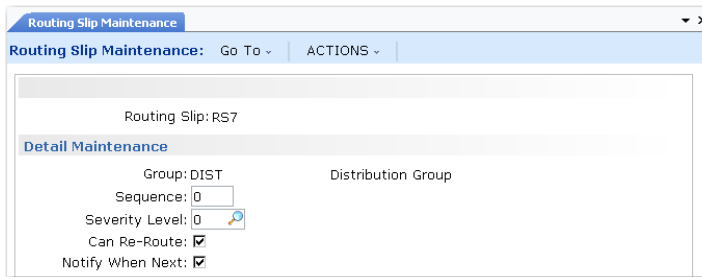 Routing Slip Maintenance
Routing Slip Maintenance: Go To ACTIONS
Routing Slip: RS7
Detail Maintenance
Group: DIST Distribution Group
Sequence: 0
Severity Level: 0
Can Re-Route:
Notify When Next: